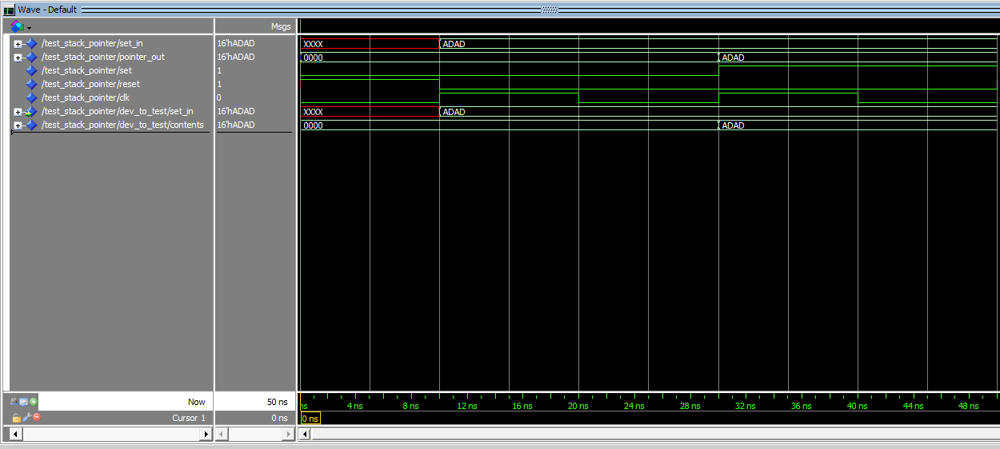 Wave - Default
Msgs
/test_stack_pointer/set_in 16'hADAD XXXX ADAD
/test_stack_pointer/pointer_out 16'hADAD 0000 ADAD
/test_stack_pointer/set 1
/test_stack_pointer/reset 1
/test_stack_pointer/clk 0
/test_stack_pointer/dev_to_test/set_in 16'hADAD XXXX ADAD
/test_stack_pointer/dev_to_test/contents 16'hADAD 0000 ADAD
Now 50 ns ns 4 ns 8 ns 12 ns 16 ns 20 ns 24 ns 28 ns 32 ns 36 ns 40 ns 44 ns 48 ns
Cursor 1 0 ns 0 ns